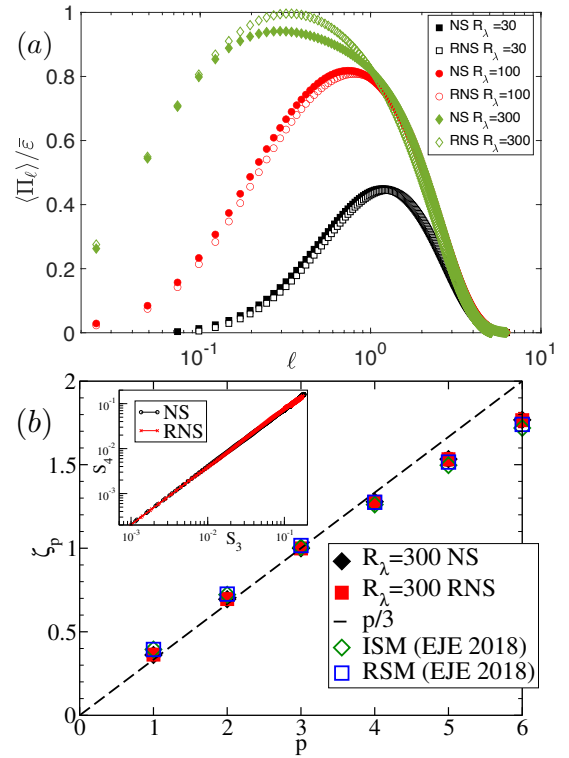 (a)
⟨Π_ℓ⟩/ε̄
1
0.8
0.6
0.4
0.2
0
10^-1
10^0
10^1
ℓ
NS R_λ=30
RNS R_λ=30
NS R_λ=100
RNS R_λ=100
NS R_λ=300
RNS R_λ=300
(b)
ζ_p
2
1.5
1
0.5
0
0
1
2
3
4
5
6
p
S_4
10^-1
10^-2
10^-3
10^-3
10^-2
10^-1
S_3
NS
RNS
R_λ=300 NS
R_λ=300 RNS
p/3
ISM (EJE 2018)
RSM (EJE 2018)